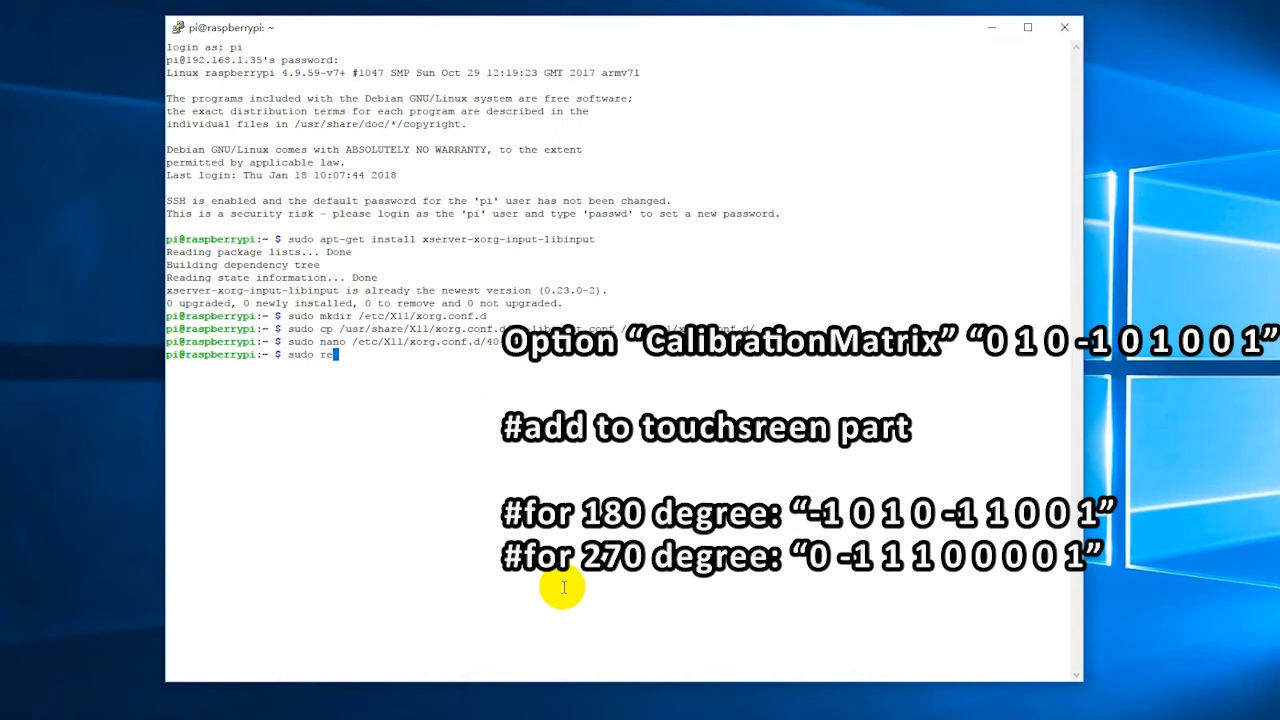 pi@raspberrypi: ~
login as: pi
pi@192.168.1.35's password:
Linux raspberrypi 4.9.59-v7+ #1047 SMP Sun Oct 29 12:19:23 GMT 2017 armv7l
The programs included with the Debian GNU/Linux system are free software;
the exact distribution terms for each program are described in the
individual files in /usr/share/doc/*/copyright.
Debian GNU/Linux comes with ABSOLUTELY NO WARRANTY, to the extent
permitted by applicable law.
Last login: Thu Jan 18 10:07:44 2018
SSH is enabled and the default password for the 'pi' user has not been changed.
This is a security risk - please login as the 'pi' user and type 'passwd' to set a new password.
pi@raspberrypi:~ $ sudo apt-get install xserver-xorg-input-libinput
Reading package lists... Done
Building dependency tree
Reading state information... Done
xserver-xorg-input-libinput is already the newest version (0.23.0-2).
0 upgraded, 0 newly installed, 0 to remove and 0 not upgraded.
pi@raspberrypi:~ $ sudo mkdir /etc/X11/xorg.conf.d
pi@raspberrypi:~ $ sudo cp /usr/share/X11/xorg.conf.d
pi@raspberrypi:~ $ sudo nano /etc/X11/xorg.conf.d/40
pi@raspberrypi:~ $ sudo re
Option “CalibrationMatrix” “0 1 0 -1 0 1 0 0 1”
#add to touchsreen part
#for 180 degree: “-1 0 1 0 -1 1 0 0 1”
#for 270 degree: “0 -1 1 1 0 0 0 0 1”